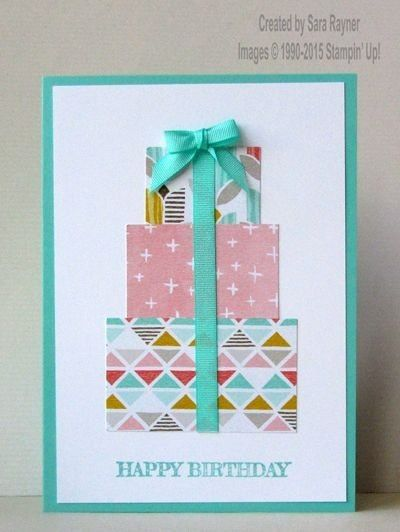 Created by Sara Rayner
Images © 1990-2015 Stampin' Up!
HAPPY BIRTHDAY